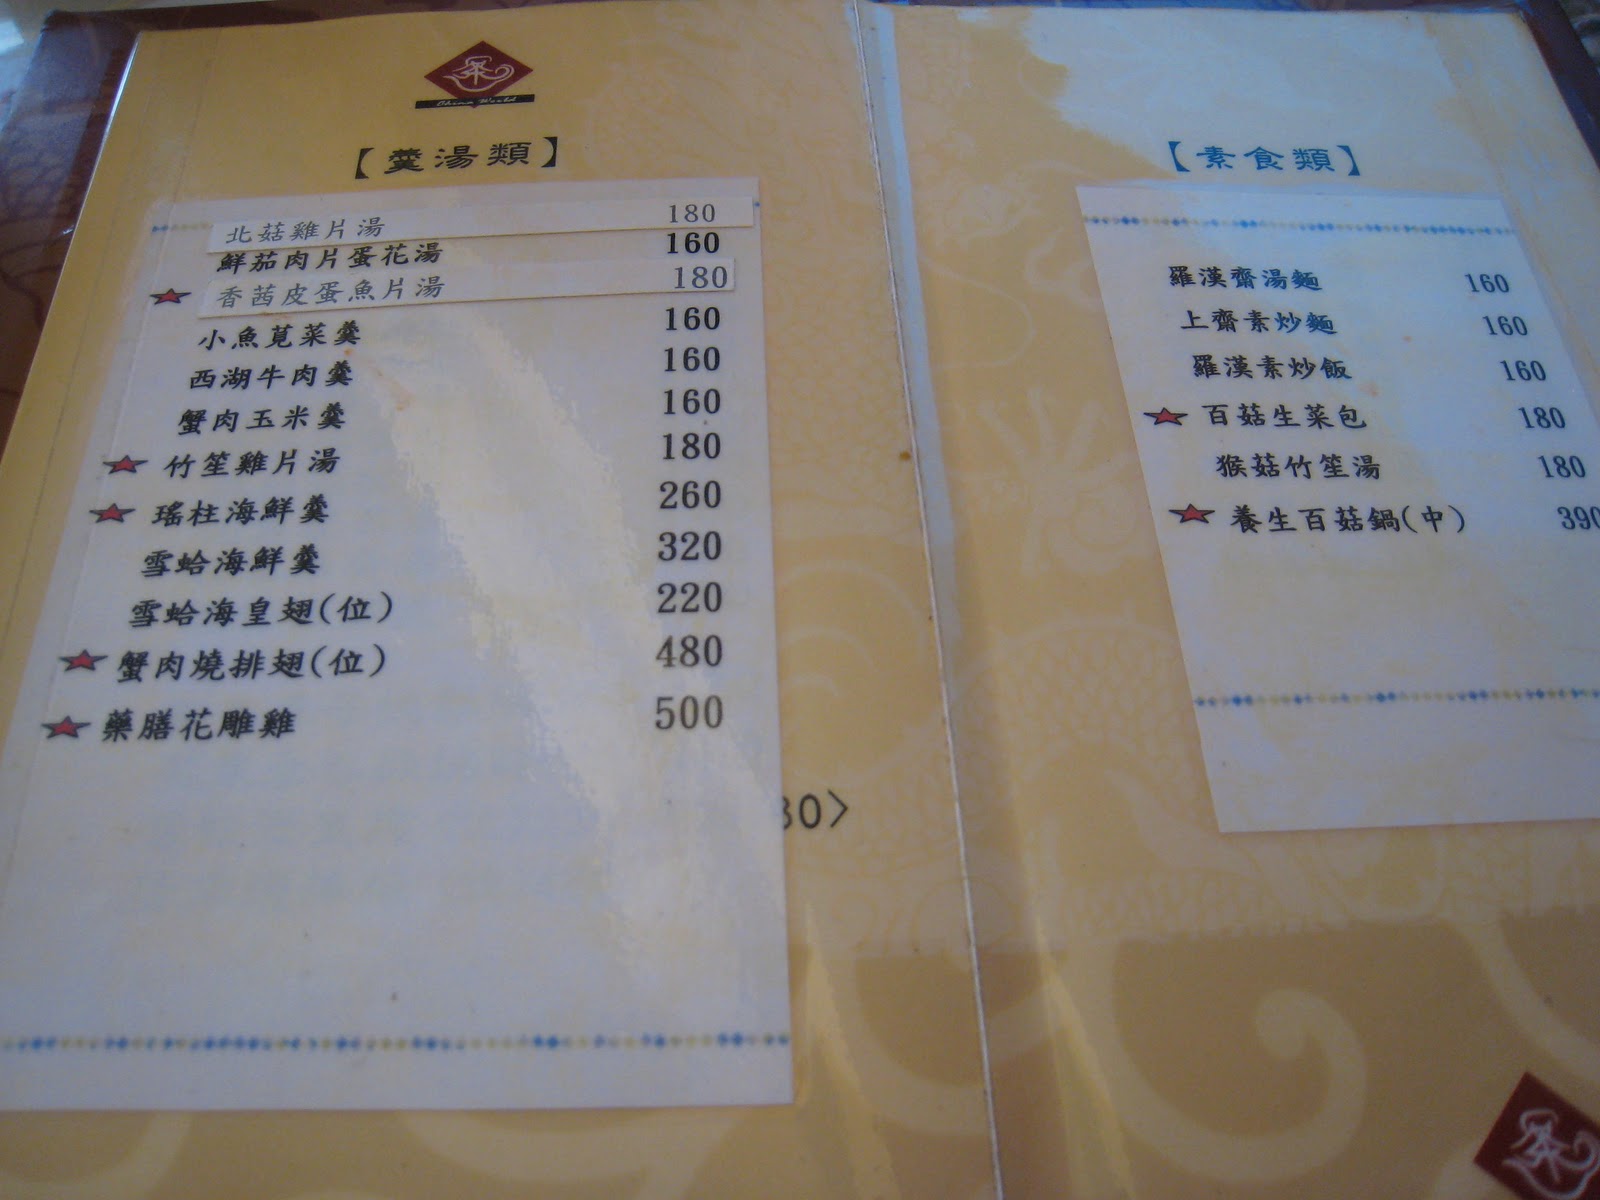 China World
【羹湯類】
北菇雞片湯 180
鮮茄肉片蛋花湯 160
香茜皮蛋魚片湯 180
小魚莧菜羹 160
西湖牛肉羹 160
蟹肉玉米羹 160
竹笙雞片湯 180
瑤柱海鮮羹 260
雪蛤海鮮羹 320
雪蛤海皇翅(位) 220
蟹肉燒排翅(位) 480
藥膳花雕雞 500
【素食類】
羅漢齋湯麵 160
上齋素炒麵 160
羅漢素炒飯 160
百菇生菜包 180
猴菇竹笙湯 180
養生百菇鍋(中) 390